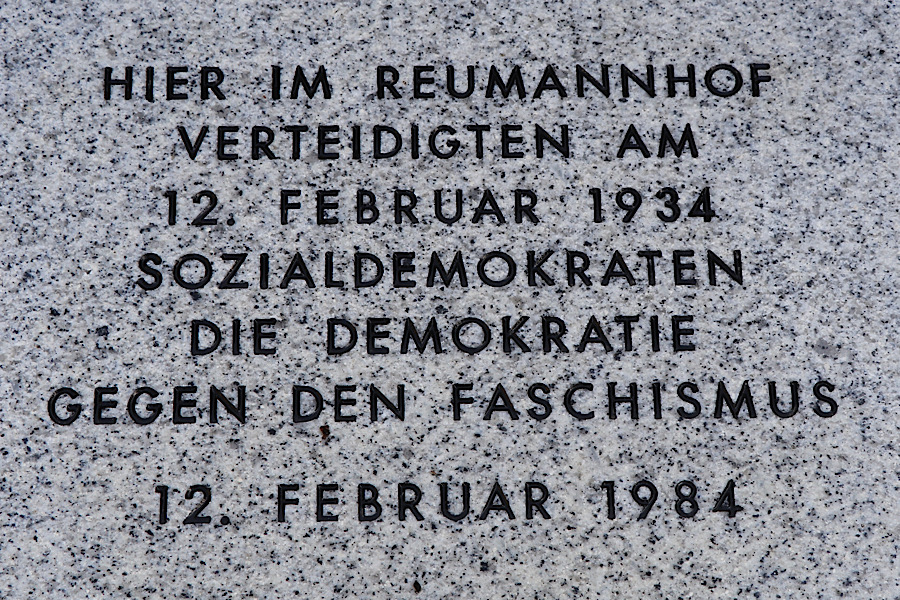 HIER IM REUMANNHOF
VERTEIDIGTEN AM
12. FEBRUAR 1934
SOZIALDEMOKRATEN
DIE DEMOKRATIE
GEGEN DEN FASCHISMUS
12. FEBRUAR 1984